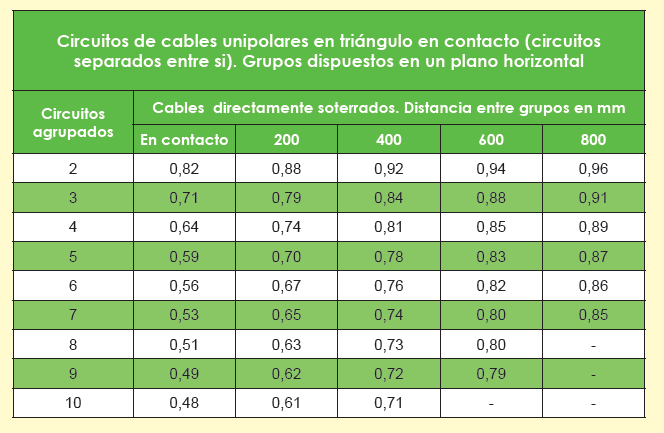 Circuitos de cables unipolares en triángulo en contacto (circuitos
separados entre si). Grupos dispuestos en un plano horizontal
Circuitos agrupados
Cables directamente soterrados. Distancia entre grupos en mm
En contacto 200 400 600 800
2 0,82 0,88 0,92 0,94 0,96
3 0,71 0,79 0,84 0,88 0,91
4 0,64 0,74 0,81 0,85 0,89
5 0,59 0,70 0,78 0,83 0,87
6 0,56 0,67 0,76 0,82 0,86
7 0,53 0,65 0,74 0,80 0,85
8 0,51 0,63 0,73 0,80 -
9 0,49 0,62 0,72 0,79 -
10 0,48 0,61 0,71 - -